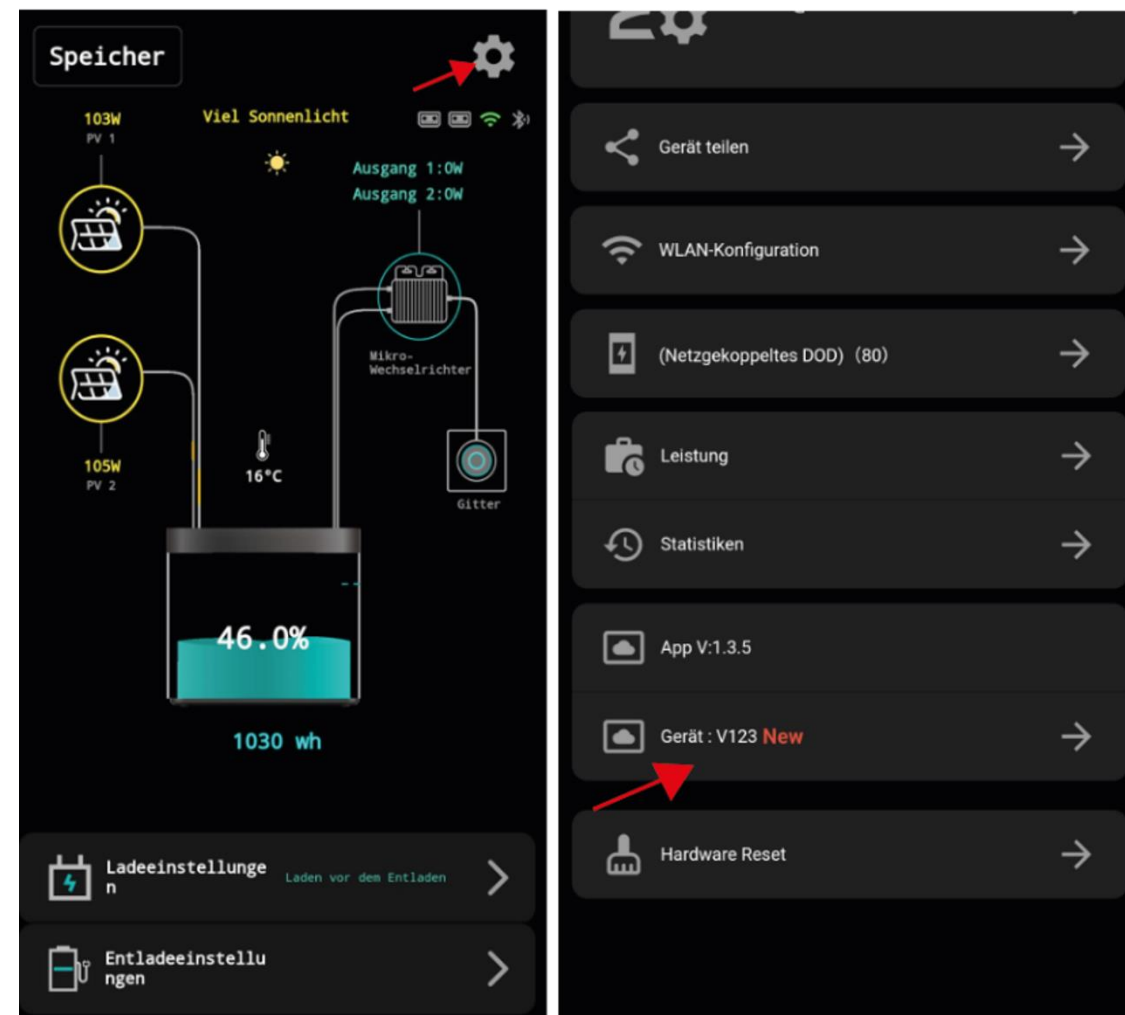 Speicher
103W
PV 1
Viel Sonnenlicht
Ausgang 1:0W
Ausgang 2:0W
Mikro-
Wechselrichter
105W
PV 2
16°C
Gitter
46.0%
1030 wh
Ladeeinstellunge
n
Laden vor dem Entladen
Entladeeinstellu
ngen
Gerät teilen
WLAN-Konfiguration
(Netzgekoppeltes DOD) (80)
Leistung
Statistiken
App V:1.3.5
Gerät : V123 New
Hardware Reset